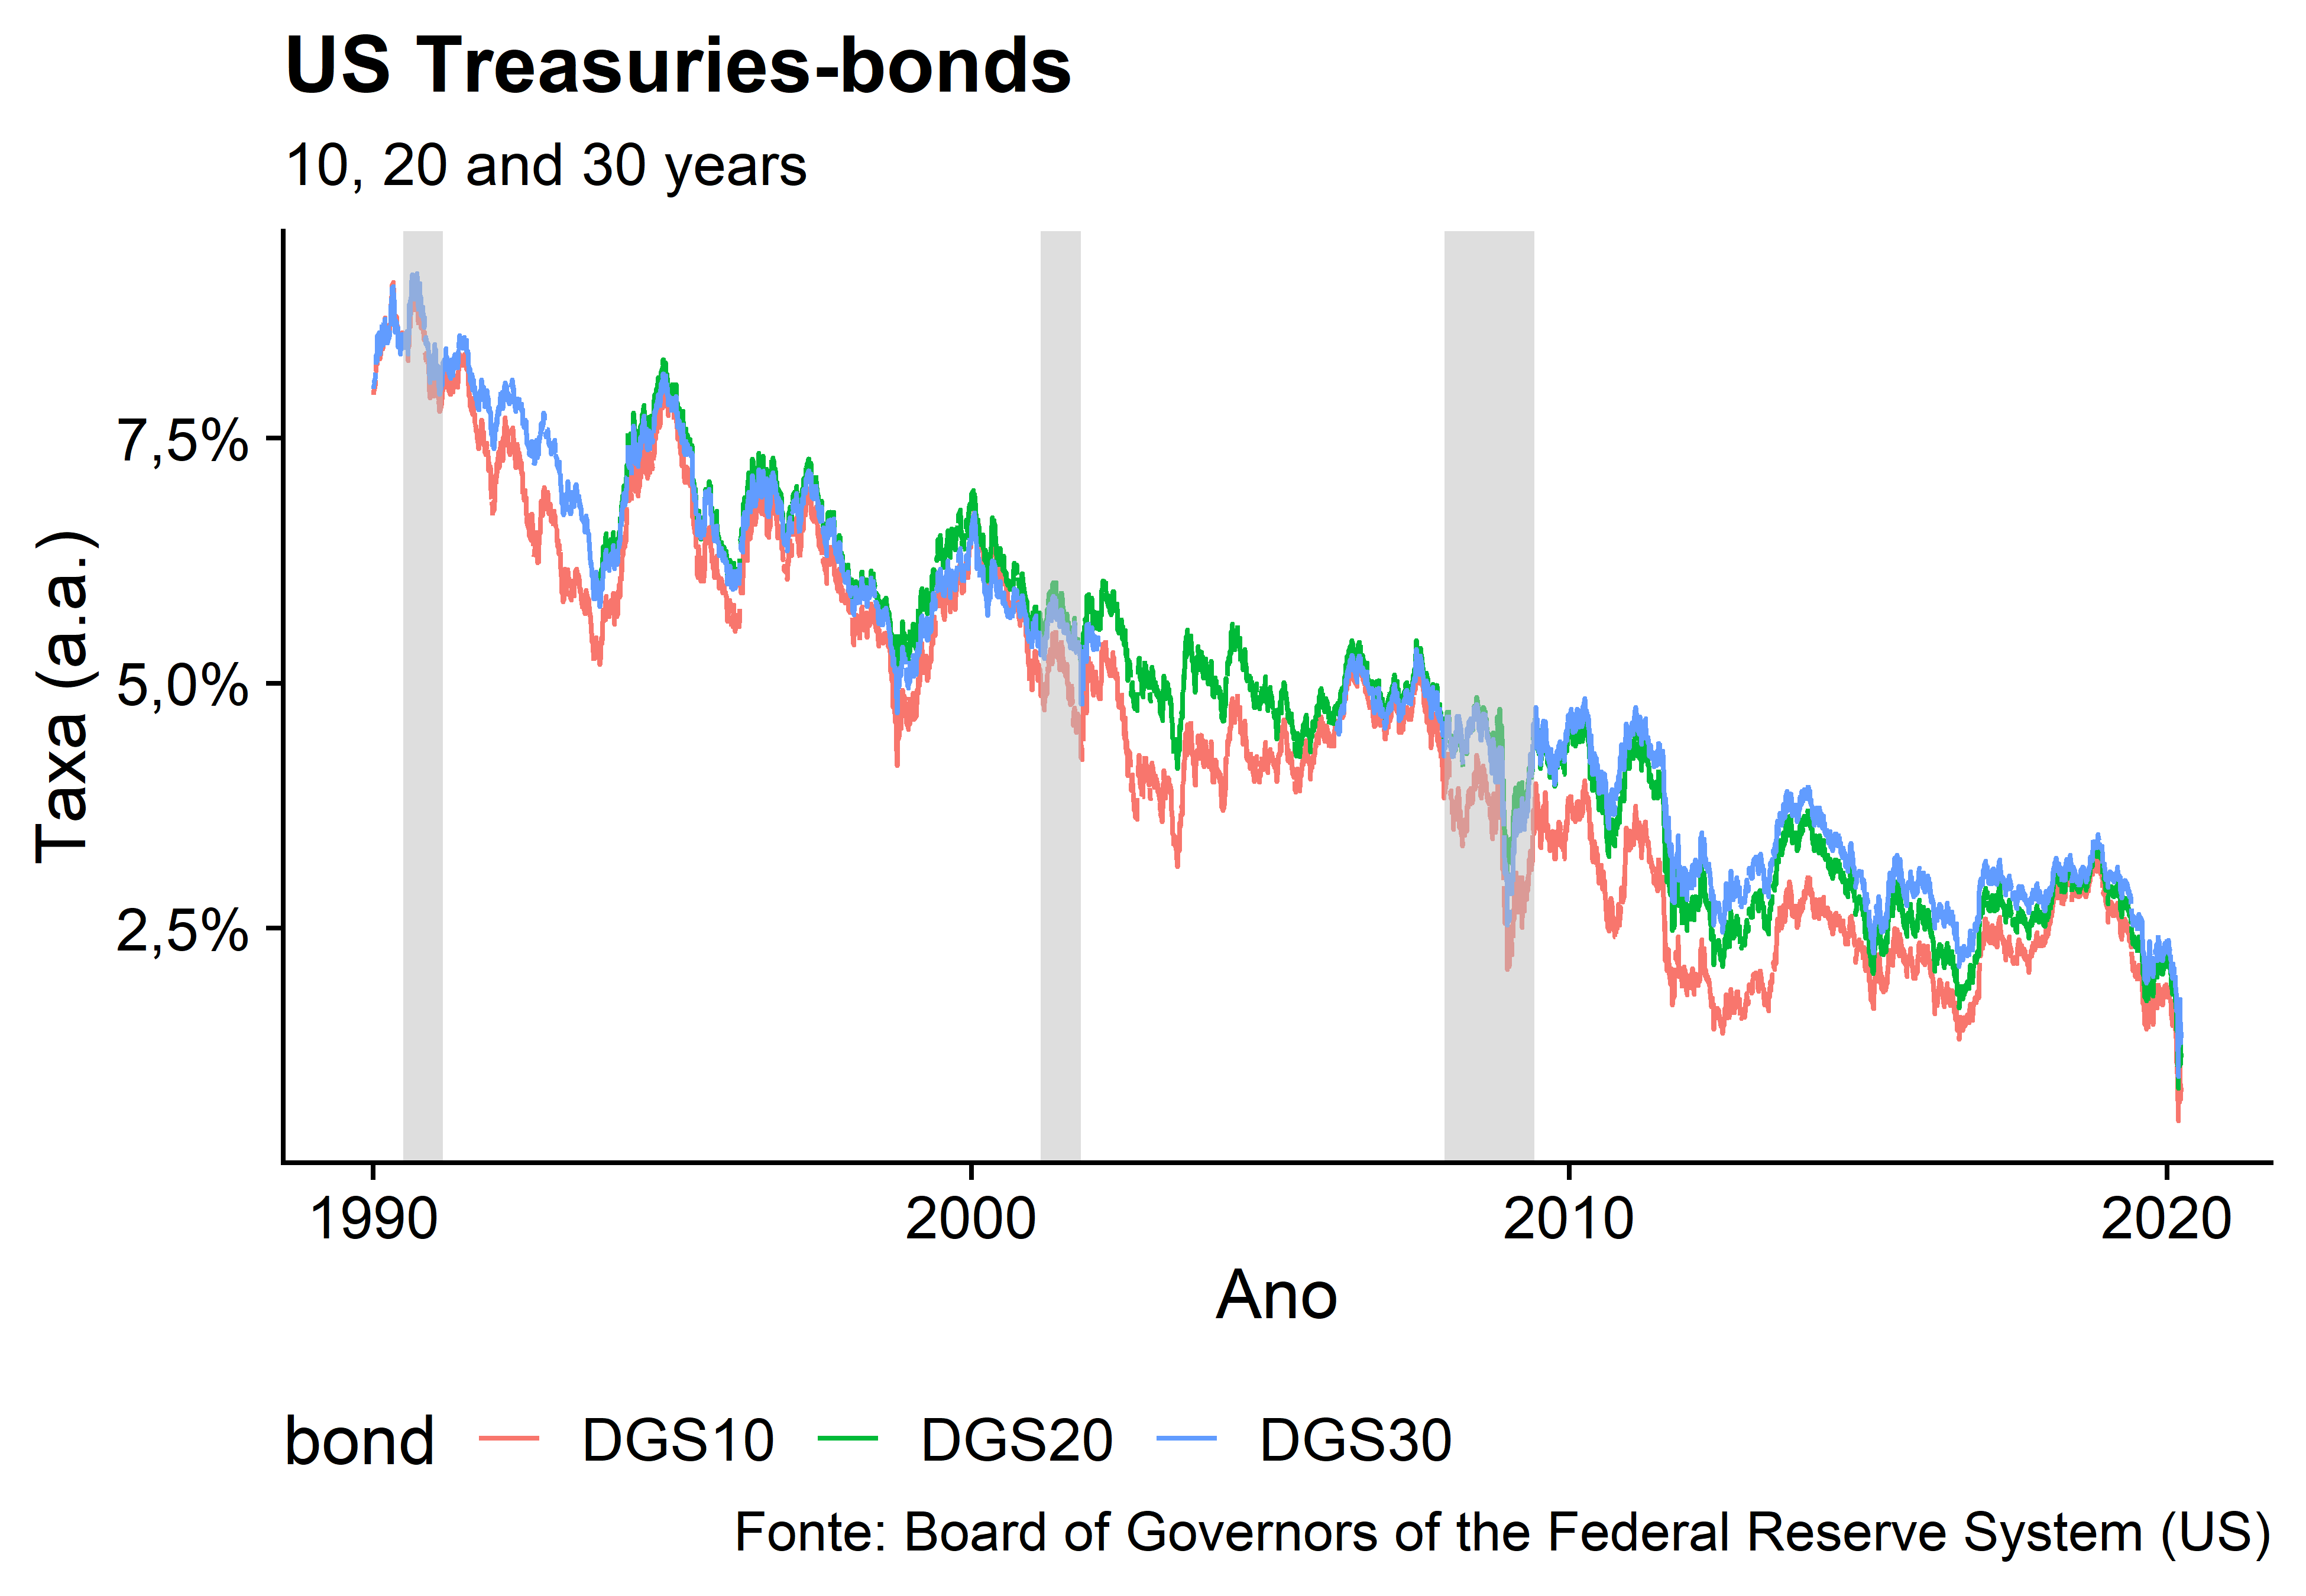 US Treasuries-bonds
10, 20 and 30 years
Taxa (a.a.)
7,5%
5,0%
2,5%
1990 2000 2010 2020
Ano
bond DGS10 DGS20 DGS30
Fonte: Board of Governors of the Federal Reserve System (US)